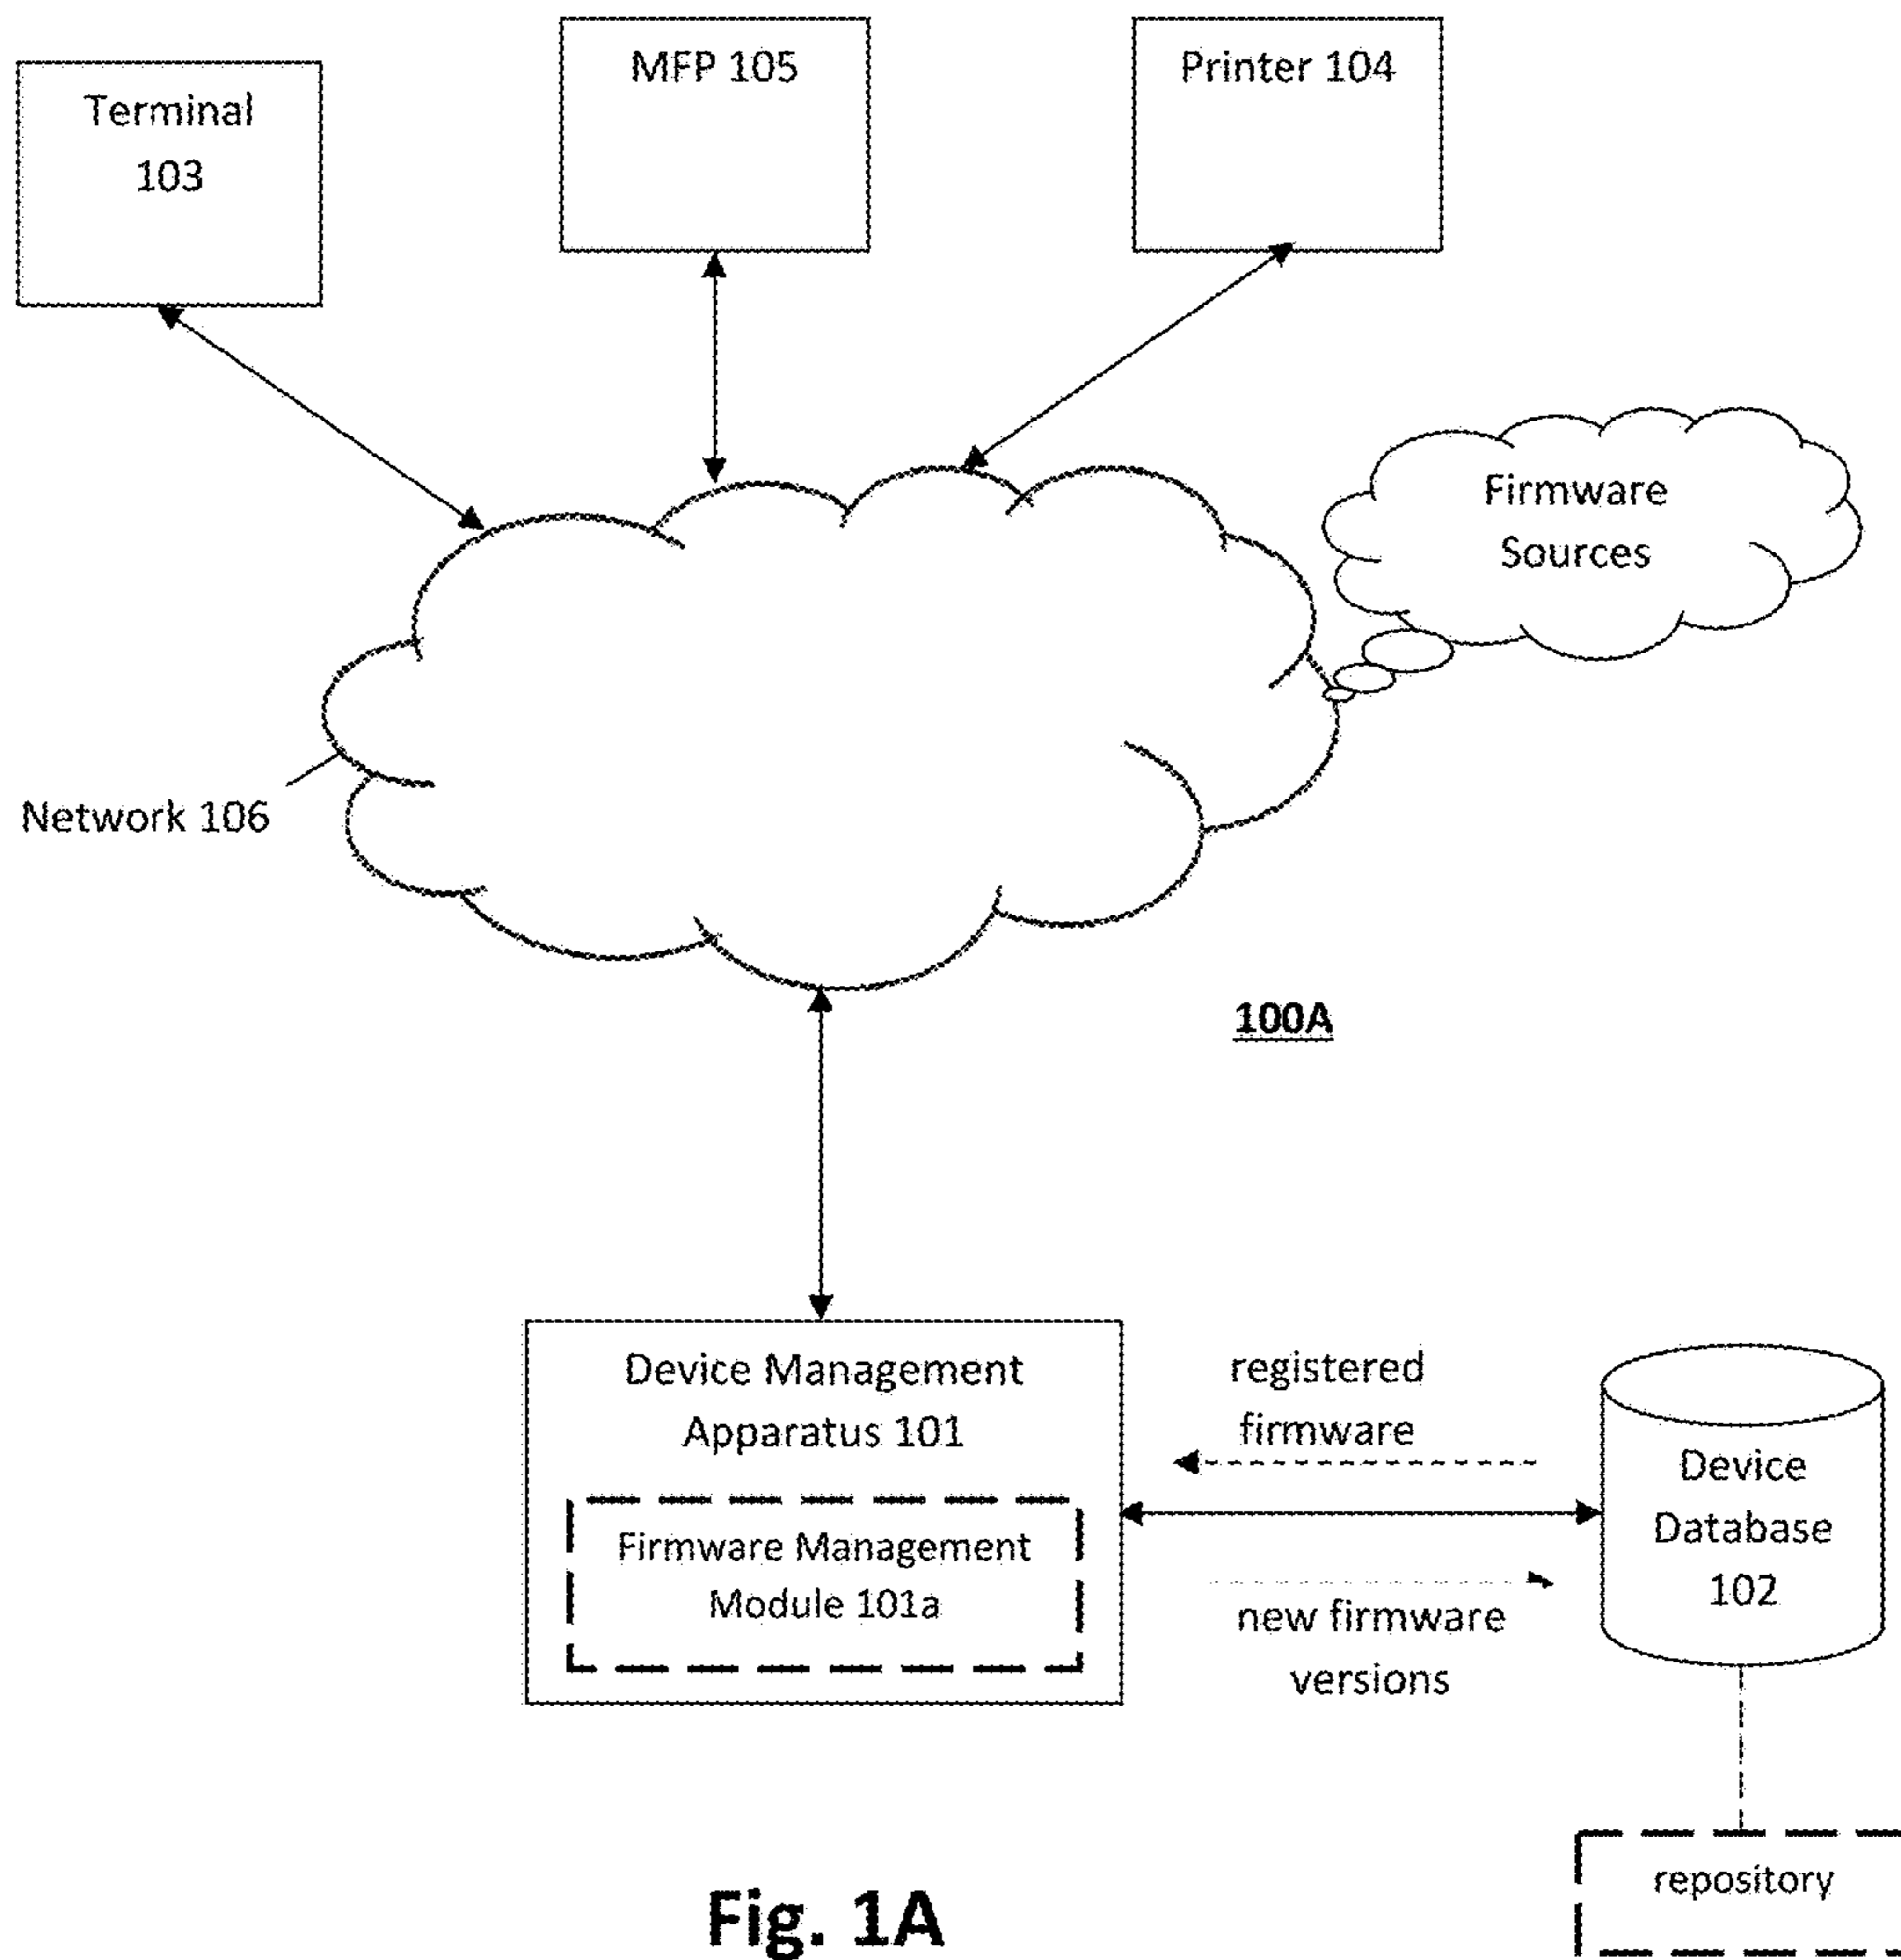 MFP 105
Printer 104
Terminal
103
Firmware
Sources
Network 106
100A
Device Management
Apparatus 101
registered
firmware
Device
Database
102
Firmware Management
Module 101a
new firmware
versions
repository
Fig. 1A